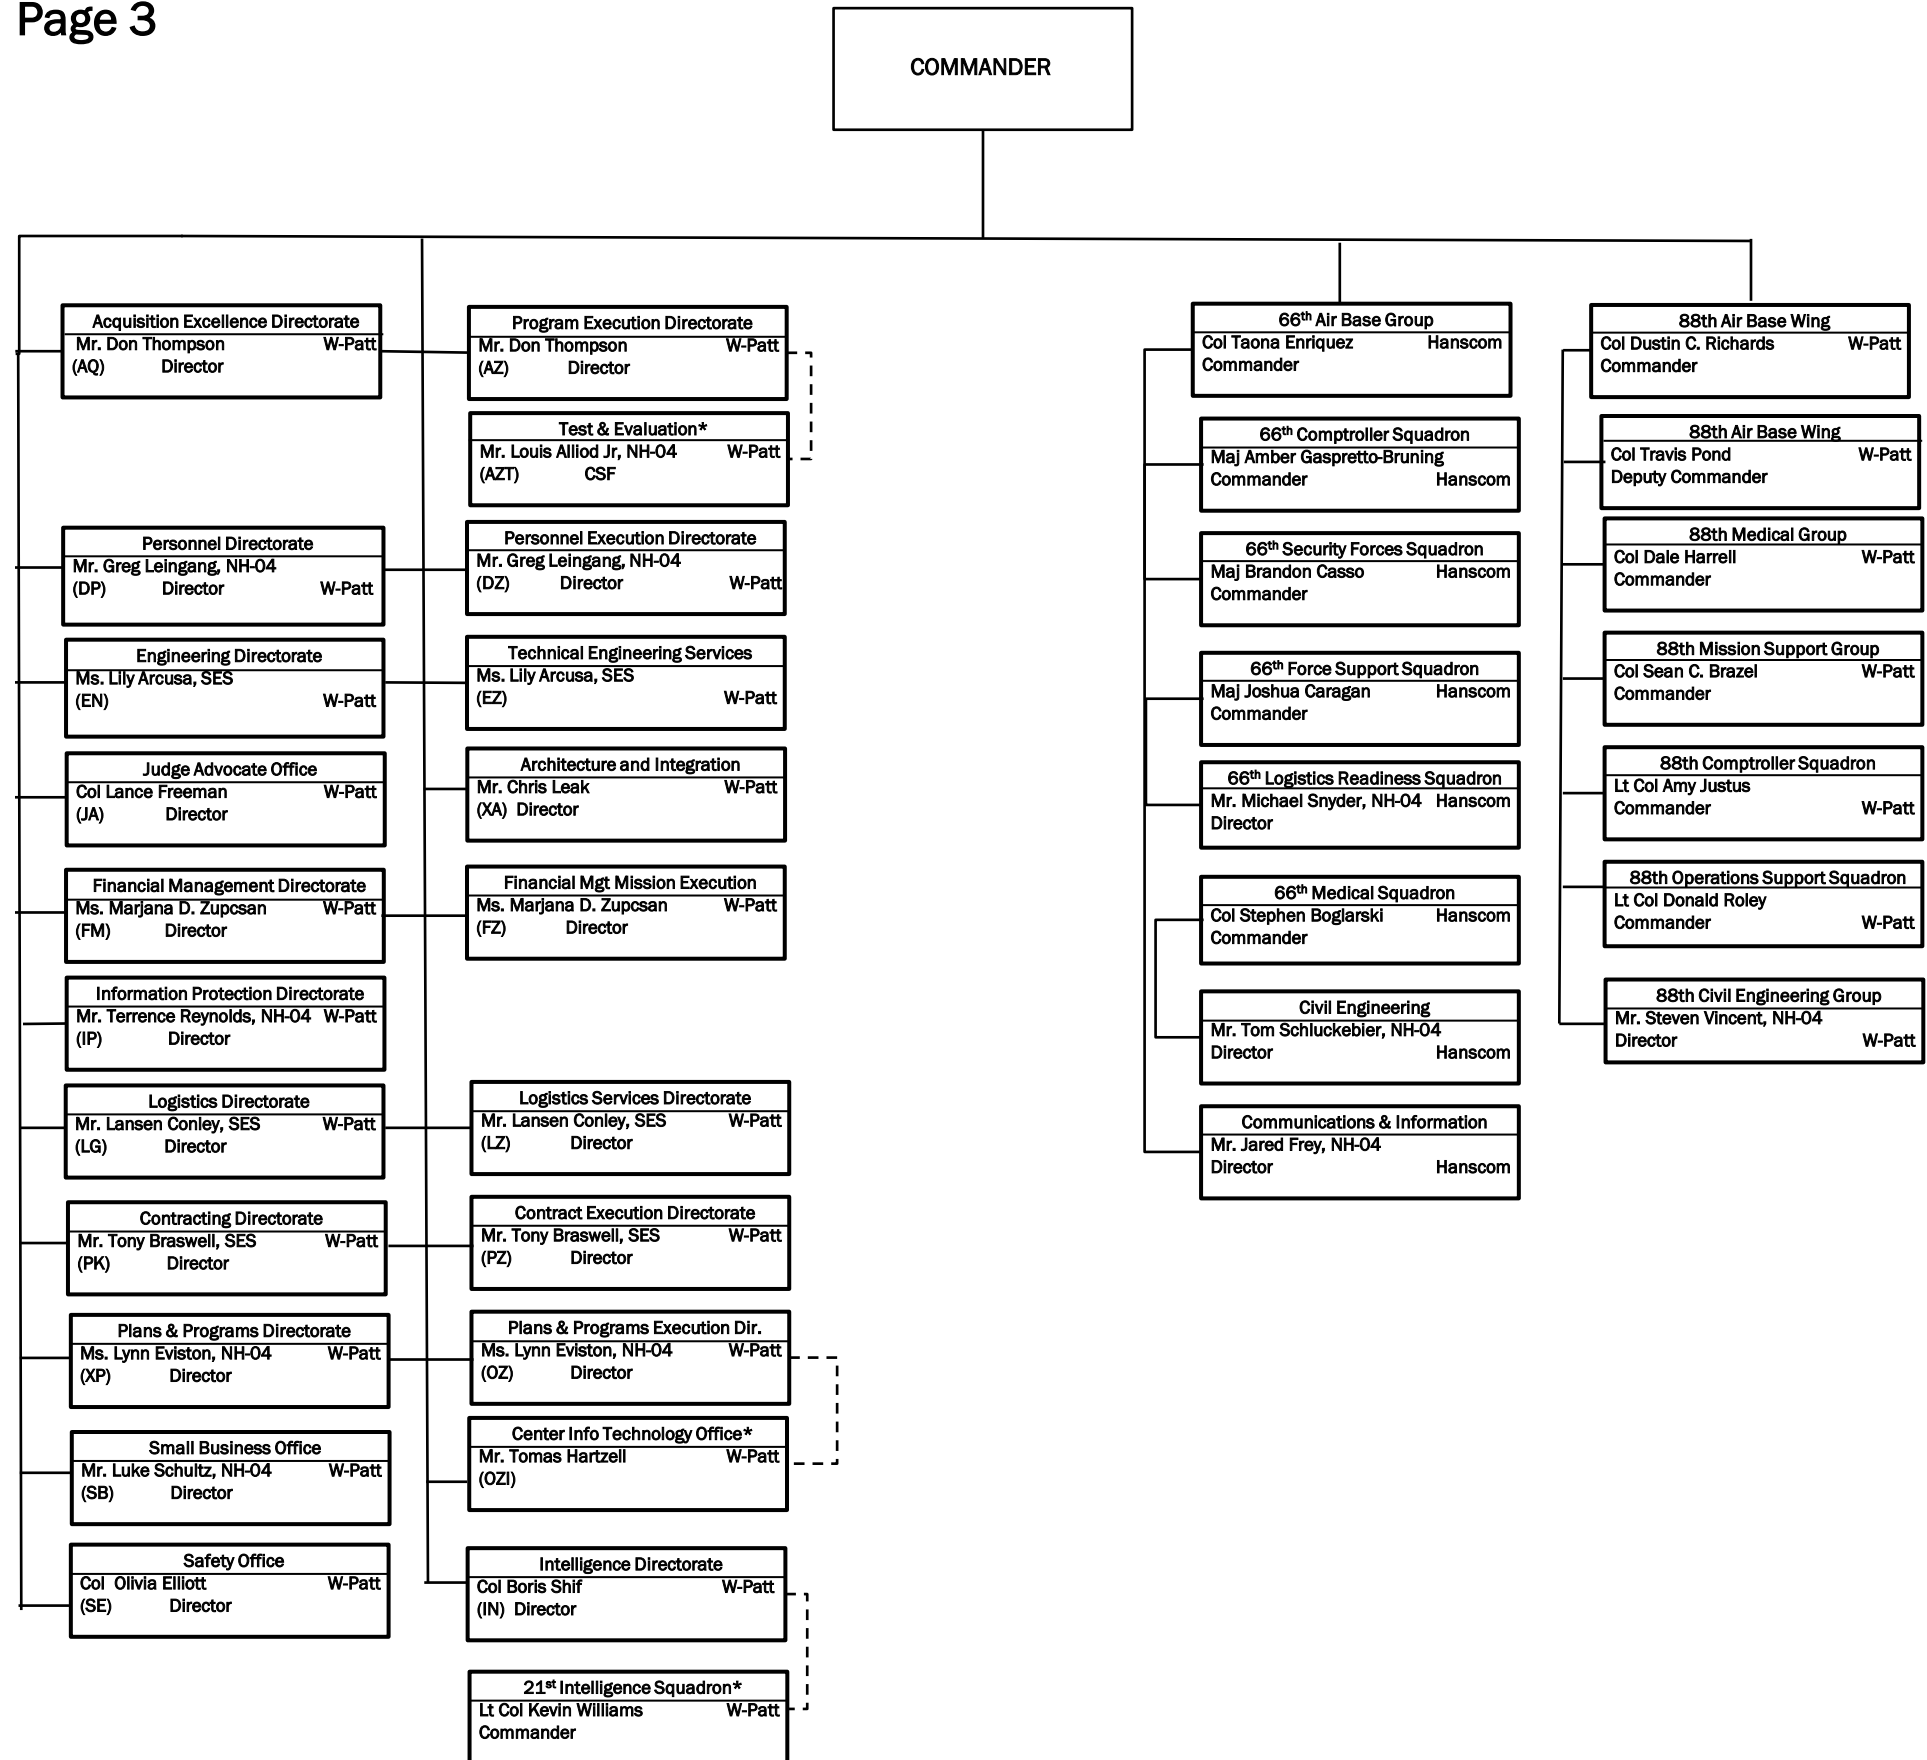 Page 3
COMMANDER
Acquisition Excellence Directorate
Mr. Don Thompson W-Patt
(AQ) Director
Personnel Directorate
Mr. Greg Leingang, NH-04
(DP) Director W-Patt
Engineering Directorate
Ms. Lily Arcusa, SES
(EN) W-Patt
Judge Advocate Office
Col Lance Freeman W-Patt
(JA) Director
Financial Management Directorate
Ms. Marjana D. Zupcsan W-Patt
(FM) Director
Information Protection Directorate
Mr. Terrence Reynolds, NH-04 W-Patt
(IP) Director
Logistics Directorate
Mr. Lansen Conley, SES W-Patt
(LG) Director
Contracting Directorate
Mr. Tony Braswell, SES W-Patt
(PK) Director
Plans & Programs Directorate
Ms. Lynn Eviston, NH-04 W-Patt
(XP) Director
Small Business Office
Mr. Luke Schultz, NH-04 W-Patt
(SB) Director
Safety Office
Col Olivia Elliott W-Patt
(SE) Director
Program Execution Directorate
Mr. Don Thompson W-Patt
(AZ) Director
Test & Evaluation*
Mr. Louis Alliod Jr, NH-04 W-Patt
(AZT) CSF
Personnel Execution Directorate
Mr. Greg Leingang, NH-04
(DZ) Director W-Patt
Technical Engineering Services
Ms. Lily Arcusa, SES
(EZ) W-Patt
Architecture and Integration
Mr. Chris Leak W-Patt
(XA) Director
Financial Mgt Mission Execution
Ms. Marjana D. Zupcsan W-Patt
(FZ) Director
Logistics Services Directorate
Mr. Lansen Conley, SES W-Patt
(LZ) Director
Contract Execution Directorate
Mr. Tony Braswell, SES W-Patt
(PZ) Director
Plans & Programs Execution Dir.
Ms. Lynn Eviston, NH-04 W-Patt
(OZ) Director
Center Info Technology Office*
Mr. Tomas Hartzell W-Patt
(OZI)
Intelligence Directorate
Col Boris Shif W-Patt
(IN) Director
21st Intelligence Squadron*
Lt Col Kevin Williams W-Patt
Commander
66th Air Base Group
Col Taona Enriquez Hanscom
Commander
66th Comptroller Squadron
Maj Amber Gaspretto-Bruning
Commander Hanscom
66th Security Forces Squadron
Maj Brandon Casso Hanscom
Commander
66th Force Support Squadron
Maj Joshua Caragan Hanscom
Commander
66th Logistics Readiness Squadron
Mr. Michael Snyder, NH-04 Hanscom
Director
66th Medical Squadron
Col Stephen Boglarski Hanscom
Commander
Civil Engineering
Mr. Tom Schluckebier, NH-04
Director Hanscom
Communications & Information
Mr. Jared Frey, NH-04
Director Hanscom
88th Air Base Wing
Col Dustin C. Richards W-Patt
Commander
88th Air Base Wing
Col Travis Pond W-Patt
Deputy Commander
88th Medical Group
Col Dale Harrell W-Patt
Commander
88th Mission Support Group
Col Sean C. Brazel W-Patt
Commander
88th Comptroller Squadron
Lt Col Amy Justus
Commander W-Patt
88th Operations Support Squadron
Lt Col Donald Roley
Commander W-Patt
88th Civil Engineering Group
Mr. Steven Vincent, NH-04
Director W-Patt